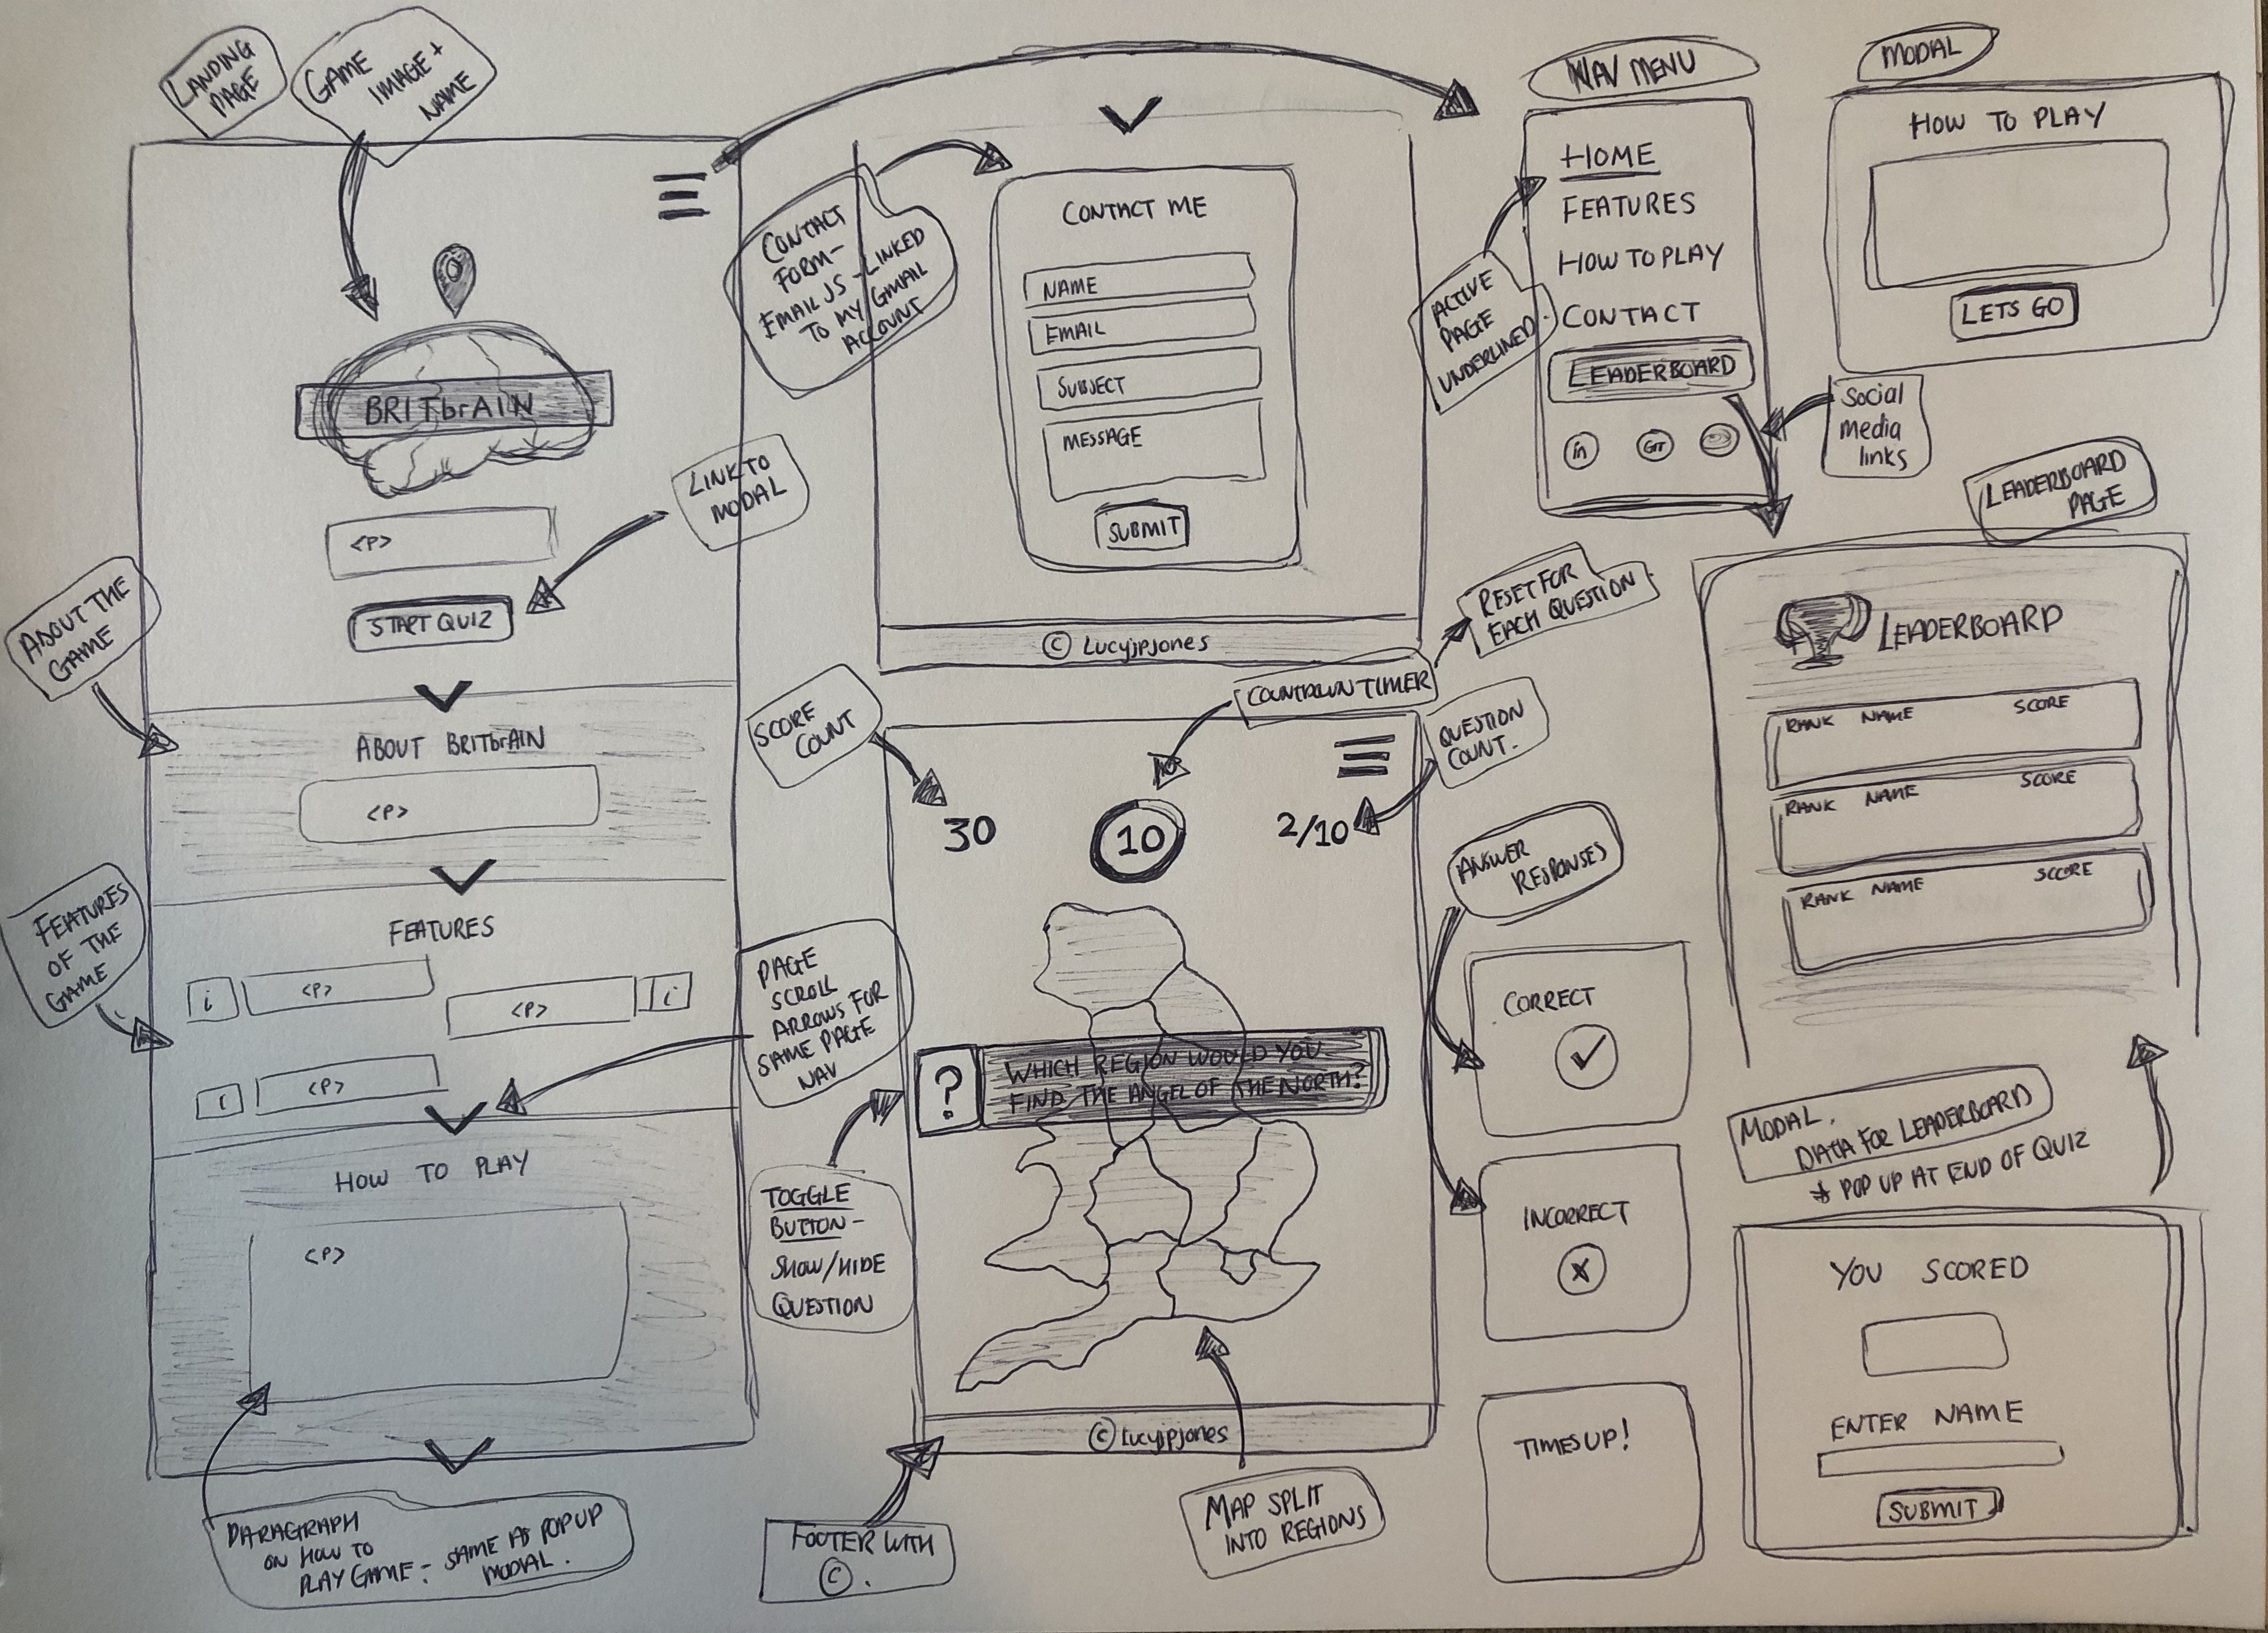 LANDING
PAGE
GAME
IMAGE +
NAME
BRITbrAIN
<P>
START QUIZ
LINK TO
MODAL
ABOUT THE
GAME
ABOUT BRITbrAIN
<P>
FEATURES
OF THE
GAME
FEATURES
i
<P>
<P>
i
i
<P>
PAGE
SCROLL
ARROWS FOR
SAME PAGE
NAV
HOW TO PLAY
<P>
PARAGRAPH
ON HOW TO
PLAY GAME - SAME AS POP UP
MODAL.
CONTACT
FORM -
EMAIL JS - LINKED
TO MY GMAIL
ACCOUNT
CONTACT ME
NAME
EMAIL
SUBJECT
MESSAGE
SUBMIT
© Lucyjpjones
SCORE
COUNT
COUNTDOWN TIMER
RESET FOR
EACH QUESTION
QUESTION
COUNT.
30
10
2/10
?
WHICH REGION WOULD YOU
FIND THE ANGEL OF THE NORTH?
TOGGLE
BUTTON -
SHOW/HIDE
QUESTION
© Lucyjpjones
FOOTER WITH
©.
MAP SPLIT
INTO REGIONS
NAV MENU
HOME
FEATURES
HOW TO PLAY
CONTACT
LEADERBOARD
in
GIT
ACTIVE
PAGE
UNDERLINED.
Social
media
links
MODAL
HOW TO PLAY
LETS GO
LEADERBOARD
PAGE
LEADERBOARD
RANK NAME SCORE
RANK NAME SCORE
RANK NAME SCORE
ANSWER
RESPONSES
CORRECT
INCORRECT
X
TIMES UP!
MODAL.
DATA FOR LEADERBOARD
* POP UP AT END OF QUIZ
YOU SCORED
ENTER NAME
SUBMIT